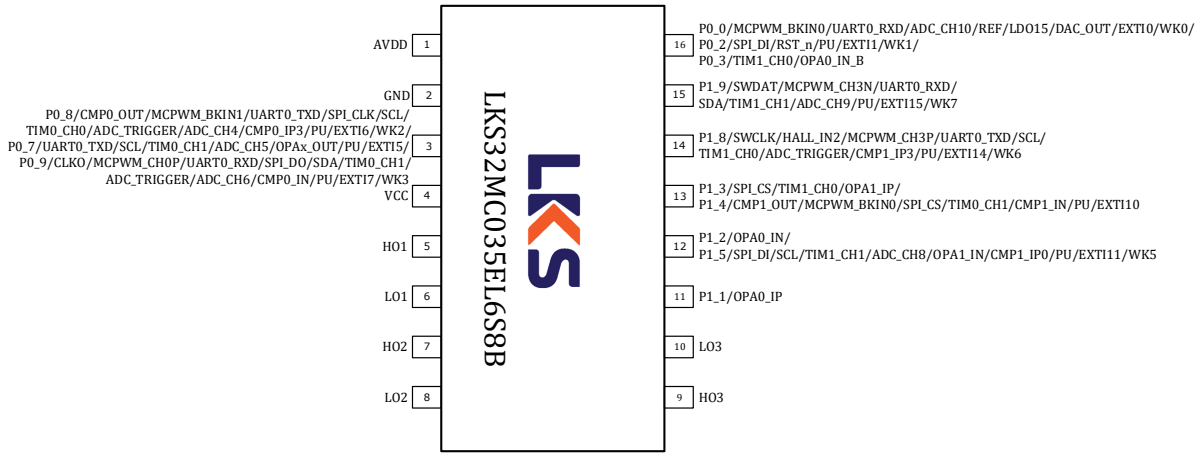 AVDD 1
GND 2
P0_8/CMP0_OUT/MCPWM_BKIN1/UART0_TXD/SPI_CLK/SCL/
TIM0_CH0/ADC_TRIGGER/ADC_CH4/CMP0_IP3/PU/EXTI6/WK2/
P0_7/UART0_TXD/SCL/TIM0_CH1/ADC_CH5/OPAx_OUT/PU/EXTI5/ 3
P0_9/CLKO/MCPWM_CH0P/UART0_RXD/SPI_DO/SDA/TIM0_CH1/
ADC_TRIGGER/ADC_CH6/CMP0_IN/PU/EXTI7/WK3
VCC 4
HO1 5
LO1 6
HO2 7
LO2 8
LKS32MC035EL6S8B
LKS
P0_0/MCPWM_BKIN0/UART0_RXD/ADC_CH10/REF/LDO15/DAC_OUT/EXTI0/WK0/
16 P0_2/SPI_DI/RST_n/PU/EXTI1/WK1/
P0_3/TIM1_CH0/OPA0_IN_B
15 P1_9/SWDAT/MCPWM_CH3N/UART0_RXD/
SDA/TIM1_CH1/ADC_CH9/PU/EXTI15/WK7
14 P1_8/SWCLK/HALL_IN2/MCPWM_CH3P/UART0_TXD/SCL/
TIM1_CH0/ADC_TRIGGER/CMP1_IP3/PU/EXTI14/WK6
13 P1_3/SPI_CS/TIM1_CH0/OPA1_IP/
P1_4/CMP1_OUT/MCPWM_BKIN0/SPI_CS/TIM0_CH1/CMP1_IN/PU/EXTI10
12 P1_2/OPA0_IN/
P1_5/SPI_DI/SCL/TIM1_CH1/ADC_CH8/OPA1_IN/CMP1_IP0/PU/EXTI11/WK5
11 P1_1/OPA0_IP
10 LO3
9 HO3